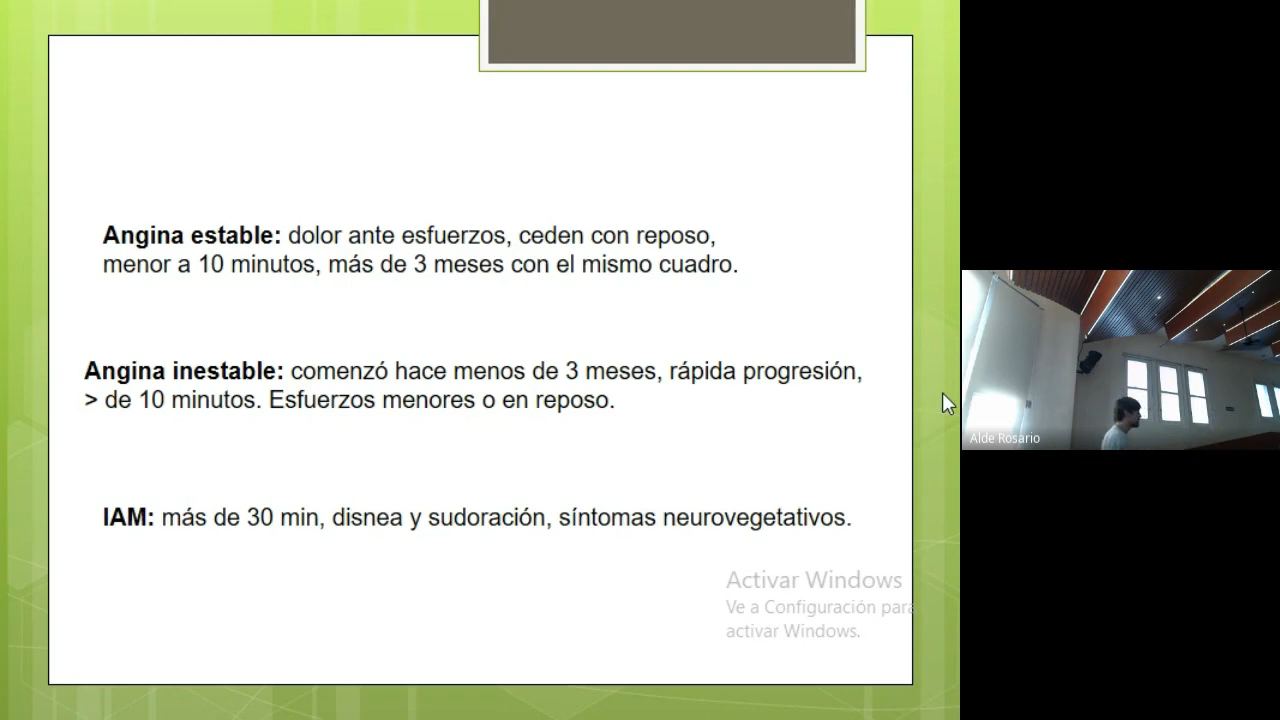 Angina estable: dolor ante esfuerzos, ceden con reposo,
menor a 10 minutos, más de 3 meses con el mismo cuadro.
Angina inestable: comenzó hace menos de 3 meses, rápida progresión,
> de 10 minutos. Esfuerzos menores o en reposo.
IAM: más de 30 min, disnea y sudoración, síntomas neurovegetativos.
Activar Windows
Ve a Configuración para
activar Windows.
Alde Rosario